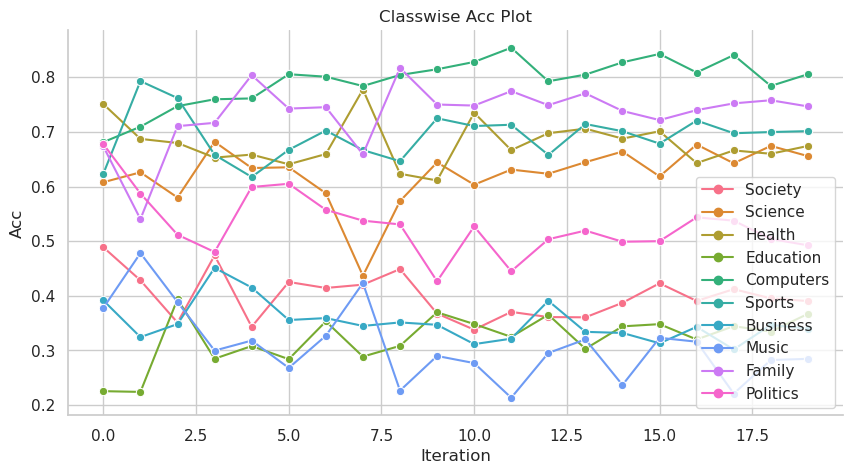 Classwise Acc Plot
Acc
0.8
0.7
0.6
0.5
0.4
0.3
0.2
0.0 2.5 5.0 7.5 10.0 12.5 15.0 17.5
Iteration
Society
Science
Health
Education
Computers
Sports
Business
Music
Family
Politics